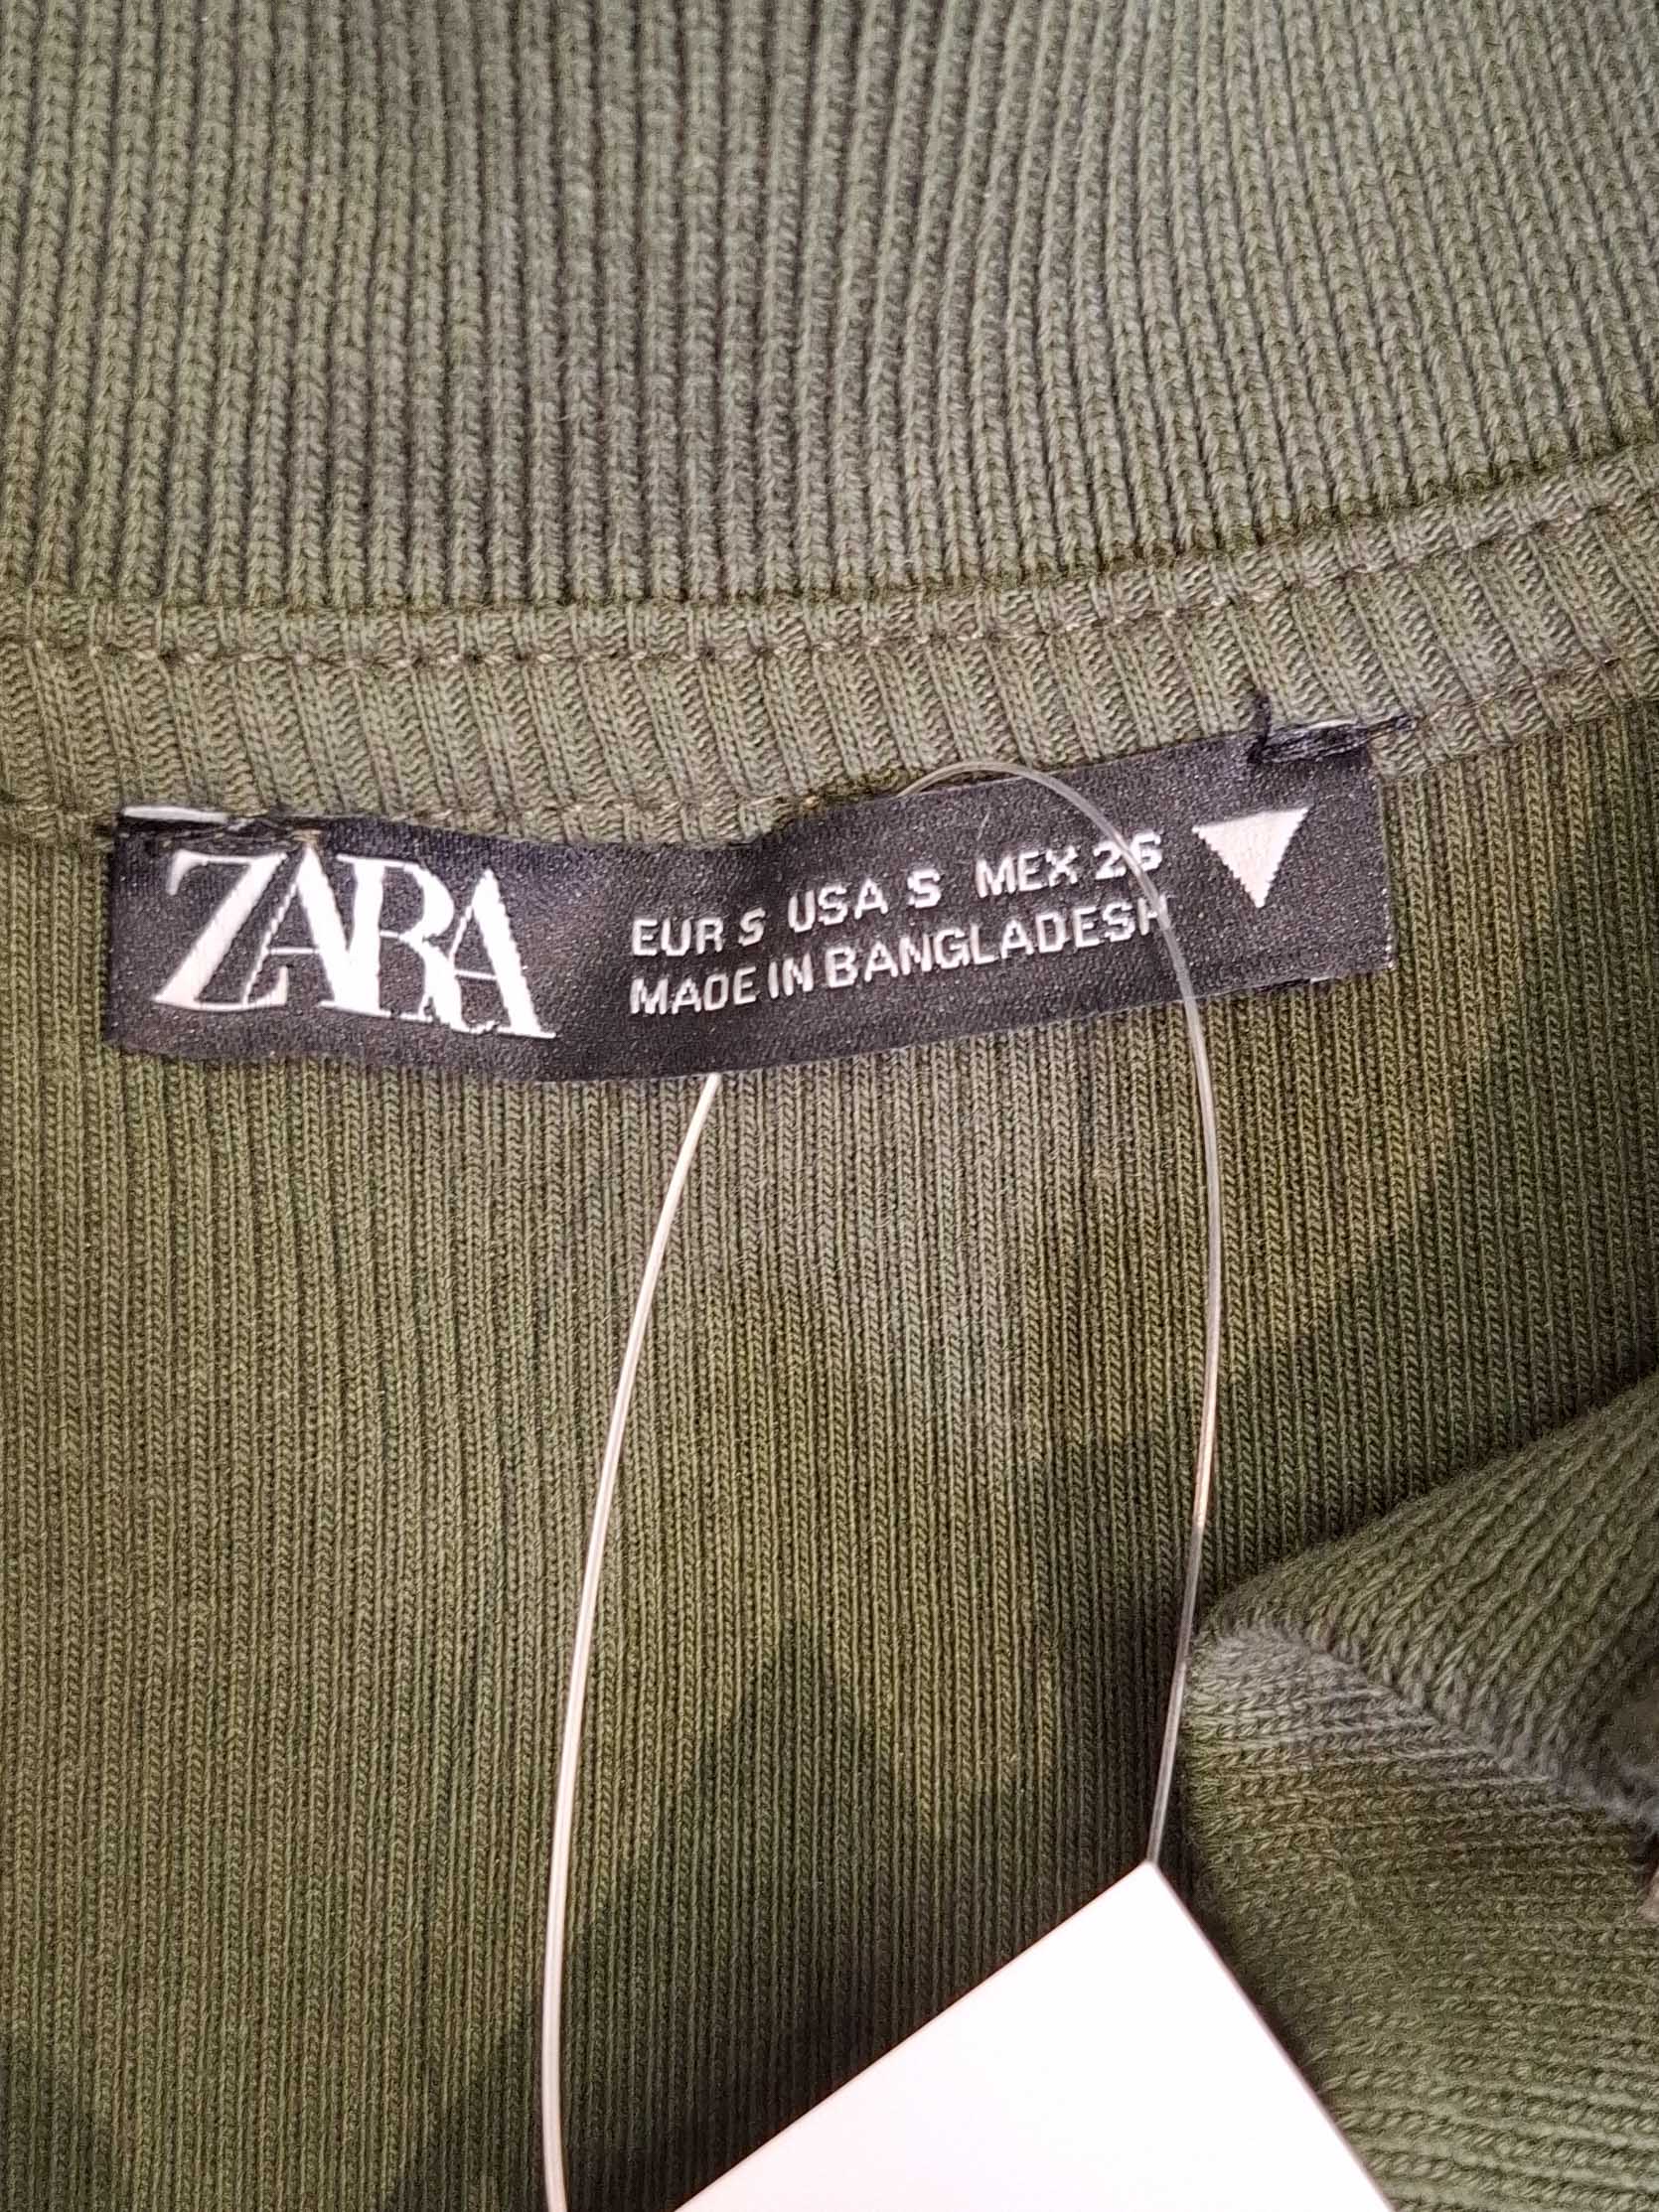 ZARA
EUR S USA S MEX 26
MADE IN BANGLADESH